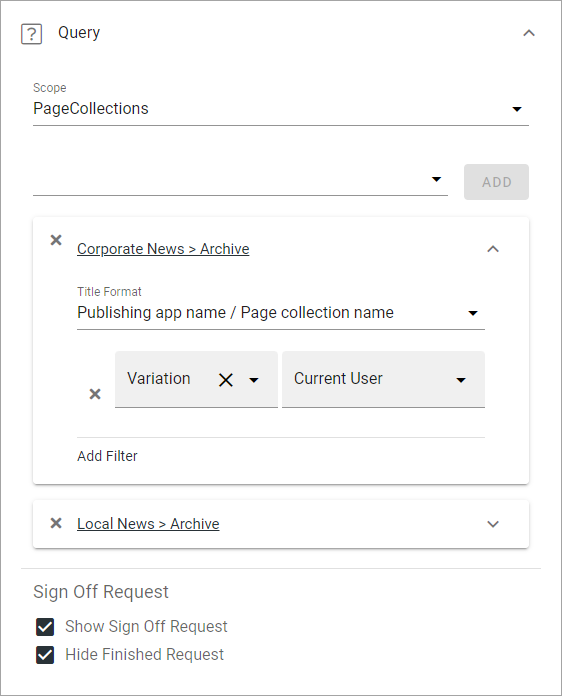 Query
Scope
PageCollections
ADD
Corporate News > Archive
Title Format
Publishing app name / Page collection name
Variation Current User
Add Filter
Local News > Archive
Sign Off Request
Show Sign Off Request
Hide Finished Request